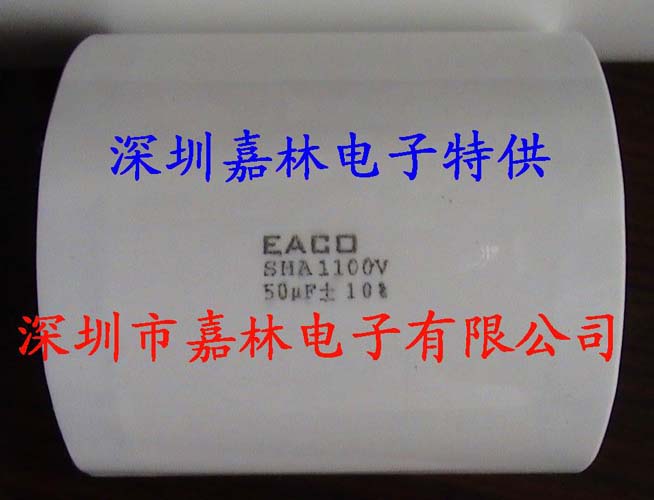 深圳嘉林电子特供
EACO
SHA1100V
50μF± 10%
深圳市嘉林电子有限公司